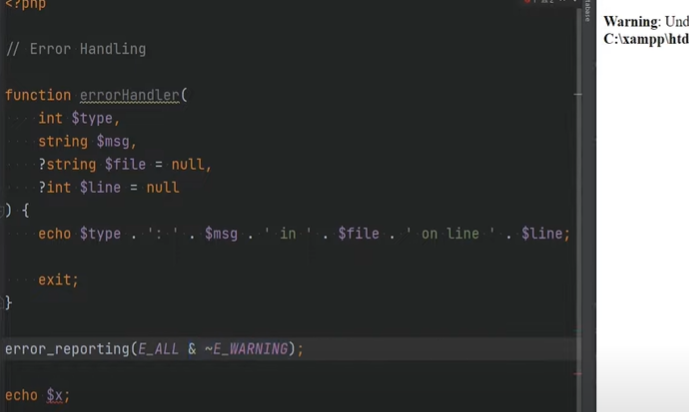 <?php
// Error Handling
function errorHandler(
int $type,
string $msg,
?string $file = null,
?int $line = null
) {
echo $type . ': ' . $msg . ' in ' . $file . ' on line ' . $line;
exit;
}
error_reporting(E_ALL & ~E_WARNING);
echo $x;
Database
Warning: Und
C:\xampp\htd